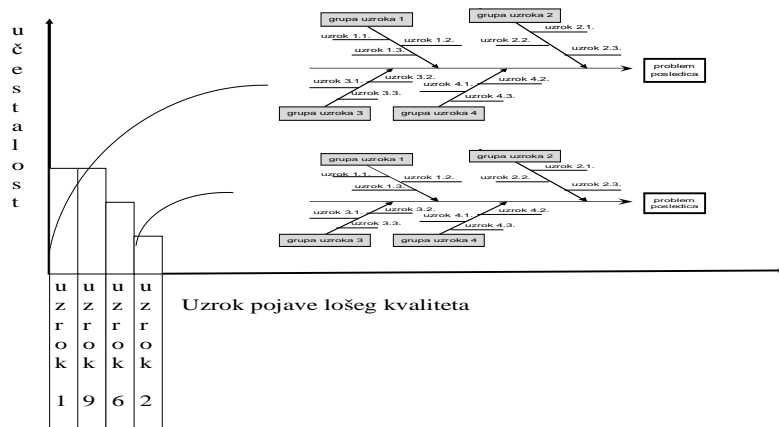 učestalost
grupa uzroka 1
grupa uzroka 2
uzrok 1.1.
uzrok 1.2.
uzrok 1.3.
uzrok 2.1.
uzrok 2.2.
uzrok 2.3.
problem
posledica
uzrok 3.1.
uzrok 3.2.
uzrok 3.3.
uzrok 4.1.
uzrok 4.2.
uzrok 4.3.
grupa uzroka 3
grupa uzroka 4
grupa uzroka 1
grupa uzroka 2
uzrok 1.1.
uzrok 1.2.
uzrok 1.3.
uzrok 2.1.
uzrok 2.2.
uzrok 2.3.
problem
posledica
uzrok 3.1.
uzrok 3.2.
uzrok 3.3.
uzrok 4.1.
uzrok 4.2.
uzrok 4.3.
grupa uzroka 3
grupa uzroka 4
uzrok 1
uzrok 9
uzrok 6
uzrok 2
Uzrok pojave lošeg kvaliteta